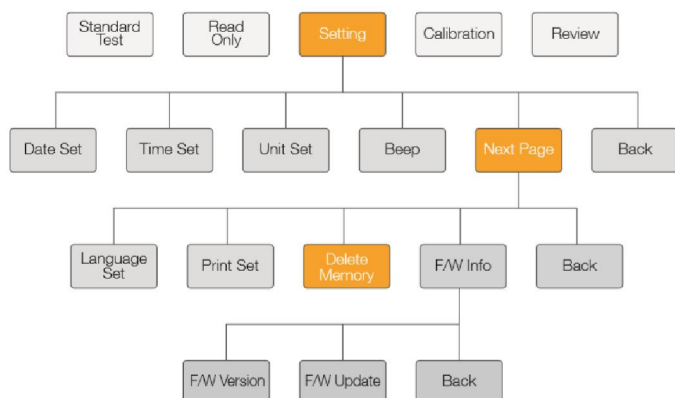 Standard
Test
Read
Only
Setting
Calibration
Review
Date Set
Time Set
Unit Set
Beep
Next Page
Back
Language
Set
Print Set
Delete
Memory
F/W Info
Back
F/W Version
F/W Update
Back